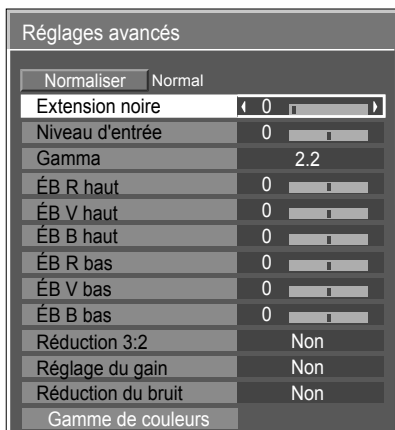 Réglages avancés
Normaliser Normal
Extension noire 0
Niveau d'entrée 0
Gamma 2.2
ÉB R haut 0
ÉB V haut 0
ÉB B haut 0
ÉB R bas 0
ÉB V bas 0
ÉB B bas 0
Réduction 3:2 Non
Réglage du gain Non
Réduction du bruit Non
Gamme de couleurs